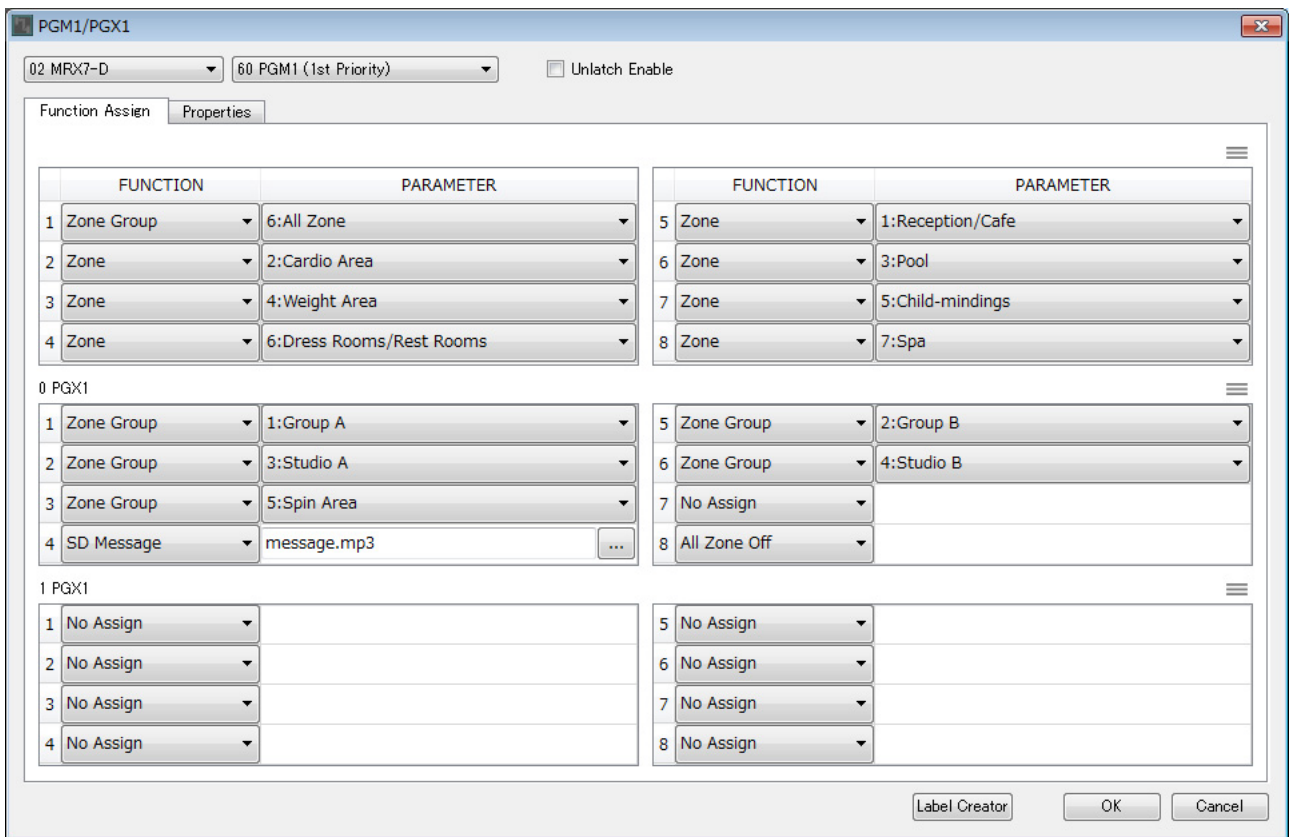 PGM1/PGX1
02 MRX7-D 60 PGM1 (1st Priority) Unlatch Enable
Function Assign Properties
FUNCTION PARAMETER FUNCTION PARAMETER
1 Zone Group 6:All Zone 5 Zone 1:Reception/Cafe
2 Zone 2:Cardio Area 6 Zone 3:Pool
3 Zone 4:Weight Area 7 Zone 5:Child-mindings
4 Zone 6:Dress Rooms/Rest Rooms 8 Zone 7:Spa
0 PGX1
1 Zone Group 1:Group A 5 Zone Group 2:Group B
2 Zone Group 3:Studio A 6 Zone Group 4:Studio B
3 Zone Group 5:Spin Area 7 No Assign
4 SD Message message.mp3 ... 8 All Zone Off
1 PGX1
1 No Assign 5 No Assign
2 No Assign 6 No Assign
3 No Assign 7 No Assign
4 No Assign 8 No Assign
Label Creator OK Cancel